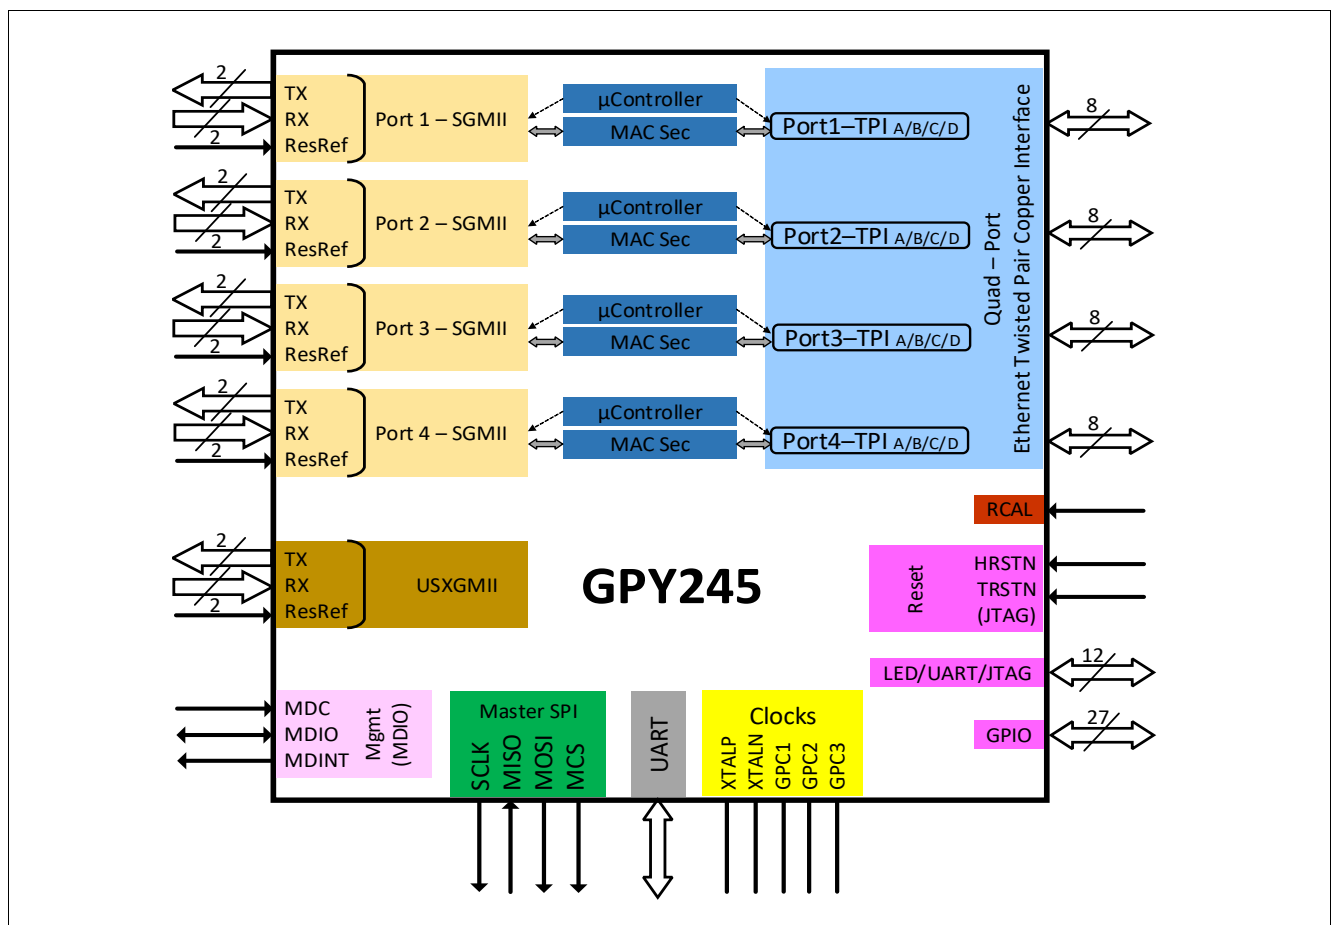 2
TX
RX
2
ResRef
Port 1 – SGMII
µController
MAC Sec
Port1–TPI A/B/C/D
8
2
TX
RX
2
ResRef
Port 2 – SGMII
µController
MAC Sec
Port2–TPI A/B/C/D
8
2
TX
RX
2
ResRef
Port 3 – SGMII
µController
MAC Sec
Port3–TPI A/B/C/D
8
2
TX
RX
2
ResRef
Port 4 – SGMII
µController
MAC Sec
Port4–TPI A/B/C/D
8
Quad – Port
Ethernet Twisted Pair Copper Interface
RCAL
2
TX
RX
2
ResRef
USXGMII
GPY245
Reset
HRSTN
TRSTN
(JTAG)
LED/UART/JTAG
12
GPIO
27
MDC
MDIO
MDINT
Mgmt
(MDIO)
Master SPI
SCLK
MISO
MOSI
MCS
UART
Clocks
XTALP
XTALN
GPC1
GPC2
GPC3